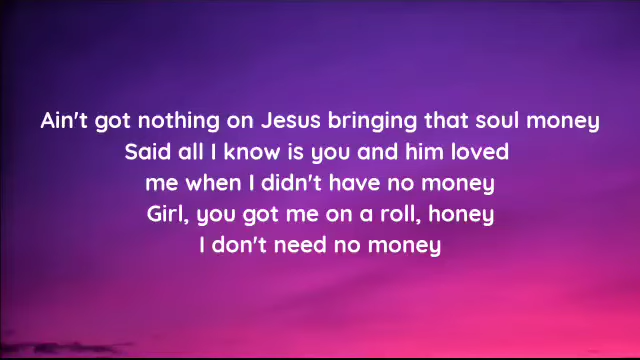 Ain't got nothing on Jesus bringing that soul money
Said all I know is you and him loved
me when I didn't have no money
Girl, you got me on a roll, honey
I don't need no money